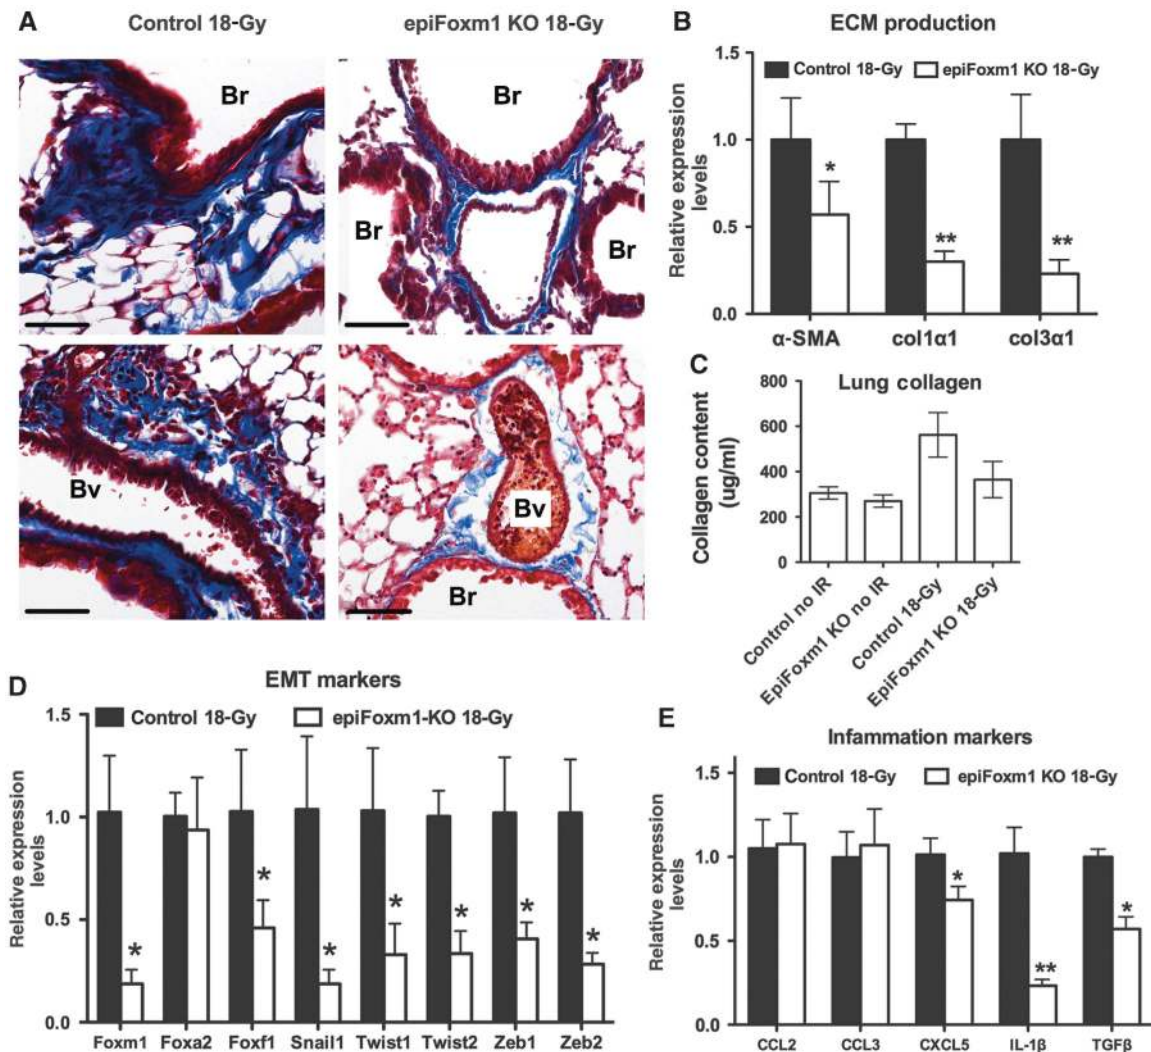 A
Control 18-Gy
epiFoxm1 KO 18-Gy
Br
Br
Br
Br
Bv
Bv
Br
B
ECM production
Control 18-Gy
epiFoxm1 KO 18-Gy
Relative expression
levels
1.5
1.0
0.5
0.0
*
**
**
α-SMA
col1α1
col3α1
C
Lung collagen
Collagen content
(ug/ml)
800
600
400
200
0
Control no IR
EpiFoxm1 KO no IR
Control 18-Gy
EpiFoxm1 KO 18-Gy
D
EMT markers
Control 18-Gy
epiFoxm1-KO 18-Gy
Relative expression
levels
1.5
1.0
0.5
0.0
*
*
*
*
*
*
*
Foxm1
Foxa2
Foxf1
Snail1
Twist1
Twist2
Zeb1
Zeb2
E
Infammation markers
Control 18-Gy
epiFoxm1 KO 18-Gy
Relative expression
levels
1.5
1.0
0.5
0.0
*
**
*
CCL2
CCL3
CXCL5
IL-1β
TGFβ